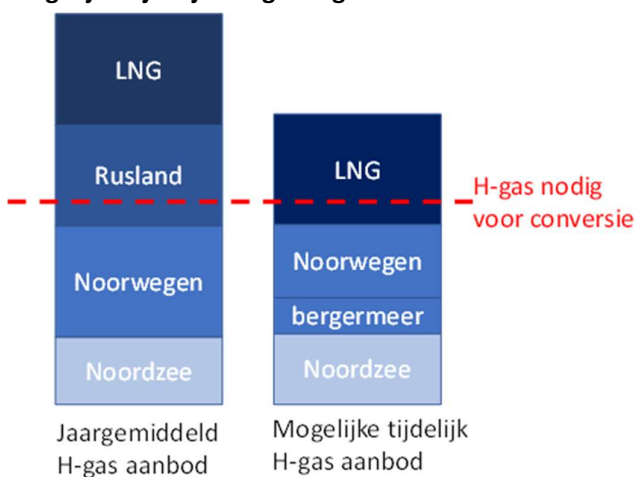 LNG
Rusland
Noorwegen
Noordzee
Jaargemiddeld
H-gas aanbod
LNG
Noorwegen
bergermeer
Noordzee
Mogelijke tijdelijk
H-gas aanbod
H-gas nodig
voor conversie